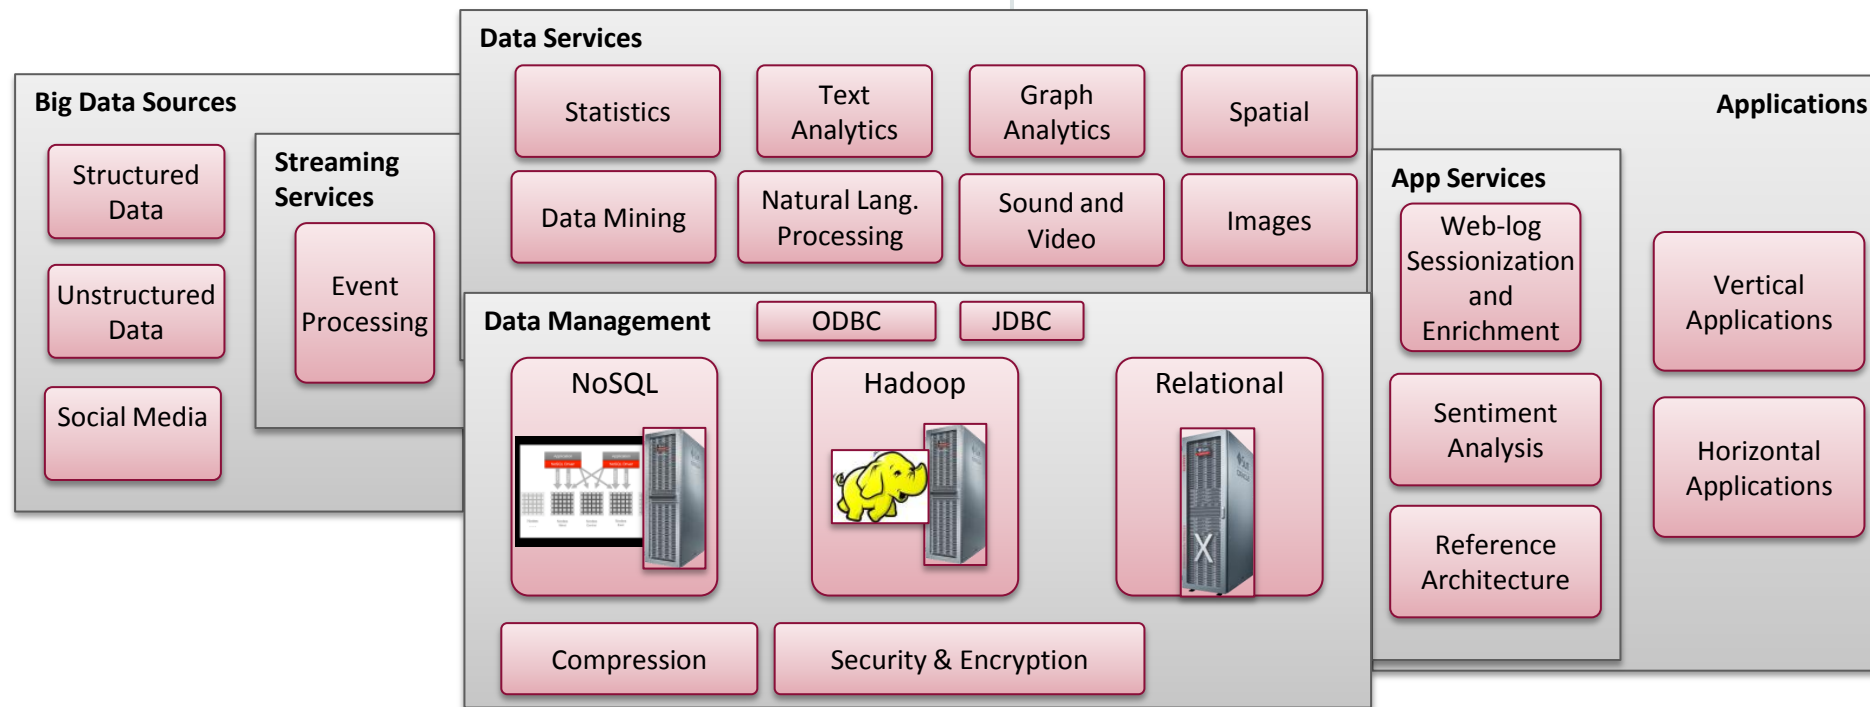 Data Services
Statistics
Text
Analytics
Graph
Analytics
Spatial
Data Mining
Natural Lang.
Processing
Sound and
Video
Images
Big Data Sources
Structured
Data
Unstructured
Data
Social Media
Streaming
Services
Event
Processing
Data Management
ODBC
JDBC
NoSQL
Hadoop
Relational
X
Compression
Security & Encryption
Applications
App Services
Web-log
Sessionization
and
Enrichment
Sentiment
Analysis
Reference
Architecture
Vertical
Applications
Horizontal
Applications